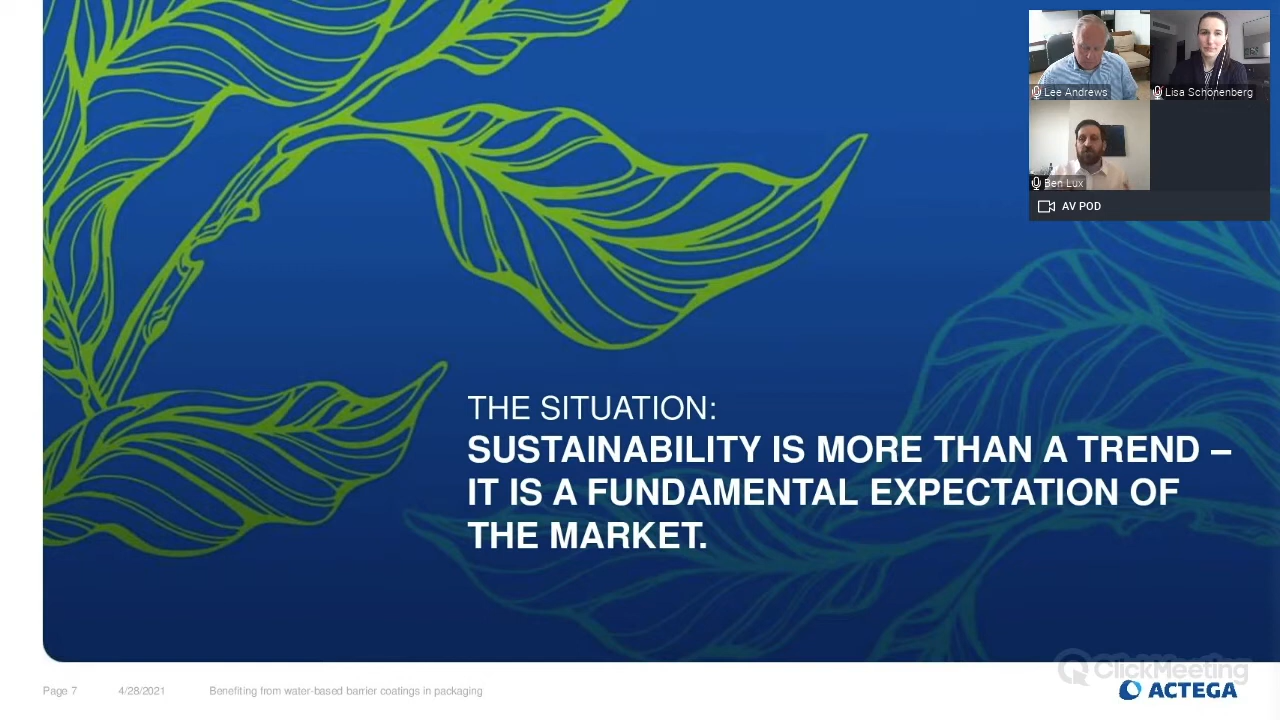 Lee Andrews
Lisa Schönenberg
Ben Lux
AV POD
THE SITUATION:
SUSTAINABILITY IS MORE THAN A TREND –
IT IS A FUNDAMENTAL EXPECTATION OF
THE MARKET.
ClickMeeting
Page 7
4/28/2021
Benefiting from water-based barrier coatings in packaging
ACTEGA